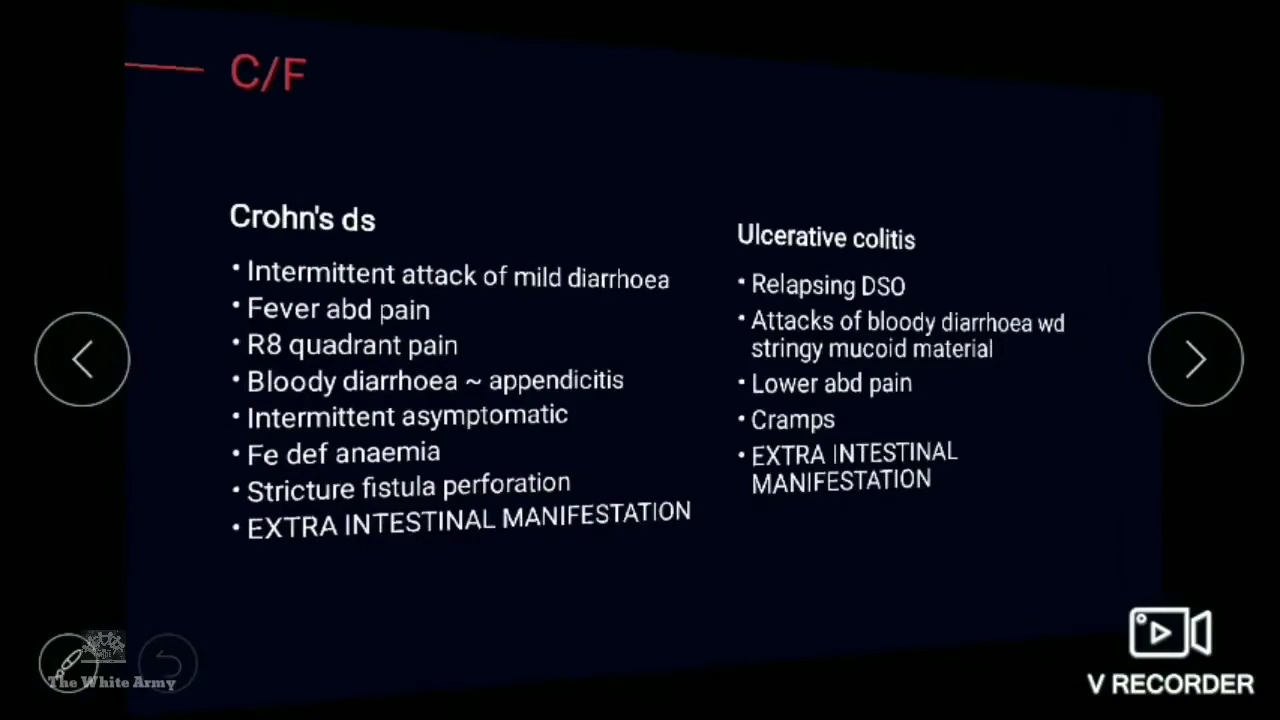 C/F
Crohn's ds
• Intermittent attack of mild diarrhoea
• Fever abd pain
• R8 quadrant pain
• Bloody diarrhoea ~ appendicitis
• Intermittent asymptomatic
• Fe def anaemia
• Stricture fistula perforation
• EXTRA INTESTINAL MANIFESTATION
Ulcerative colitis
• Relapsing DSO
• Attacks of bloody diarrhoea wd
stringy mucoid material
• Lower abd pain
• Cramps
• EXTRA INTESTINAL
MANIFESTATION
The White Army
V RECORDER